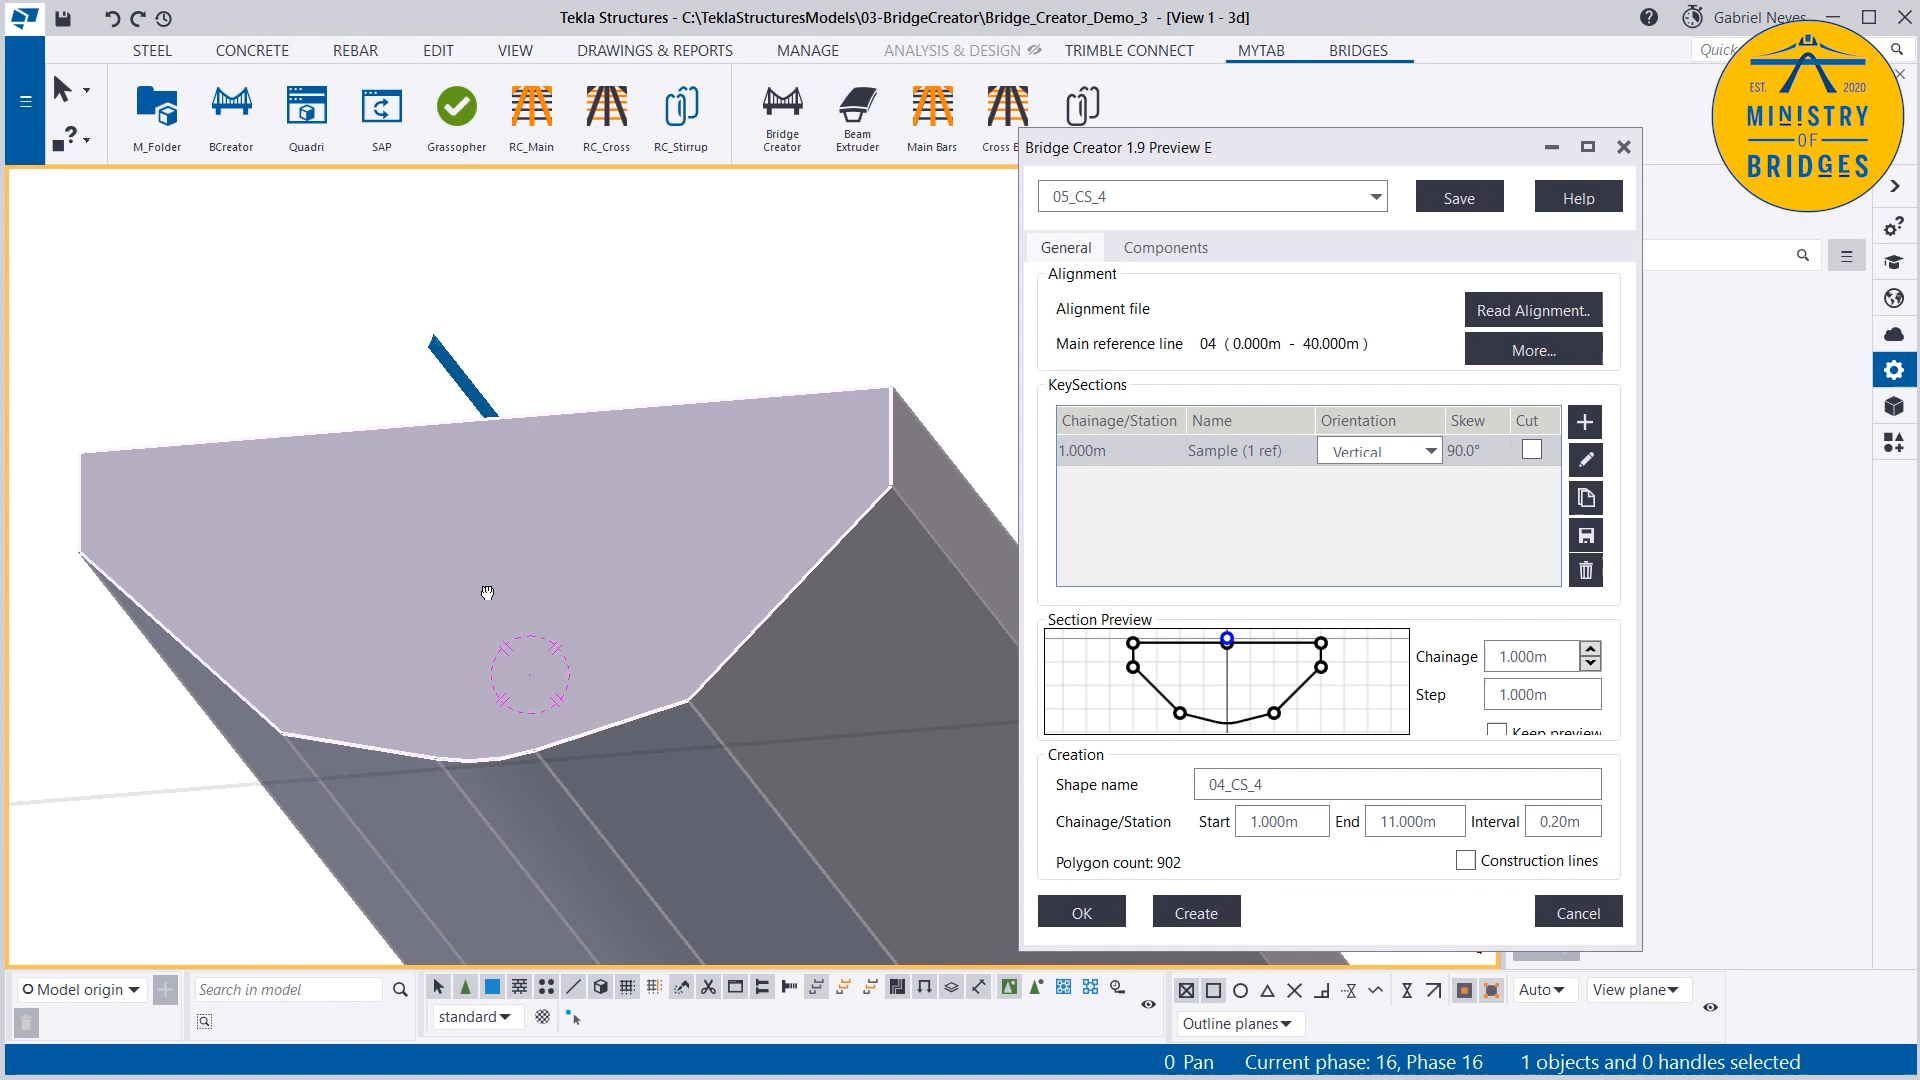 Tekla Structures - C:\TeklaStructuresModels\03-BridgeCreator\Bridge_Creator_Demo_3 - [View 1 - 3d]
Gabriel Neves
STEEL CONCRETE REBAR EDIT VIEW DRAWINGS & REPORTS MANAGE ANALYSIS & DESIGN TRIMBLE CONNECT MYTAB BRIDGES
Quick
EST. 2020
MINISTRY
OF
BRIDGES
M_Folder BCreator Quadri SAP Grassopher RC_Main RC_Cross RC_Stirrup Bridge Creator Beam Extruder Main Bars Cross B
Bridge Creator 1.9 Preview E
05_CS_4 Save Help
General Components
Alignment
Alignment file Read Alignment..
Main reference line 04 ( 0.000m - 40.000m ) More...
KeySections
Chainage/Station Name Orientation Skew Cut
1.000m Sample (1 ref) Vertical 90.0°
Section Preview
Chainage 1.000m
Step 1.000m
Keep preview
Creation
Shape name 04_CS_4
Chainage/Station Start 1.000m End 11.000m Interval 0.20m
Polygon count: 902 Construction lines
OK Create Cancel
Model origin Search in model Auto View plane
standard Outline planes
0 Pan Current phase: 16, Phase 16 1 objects and 0 handles selected